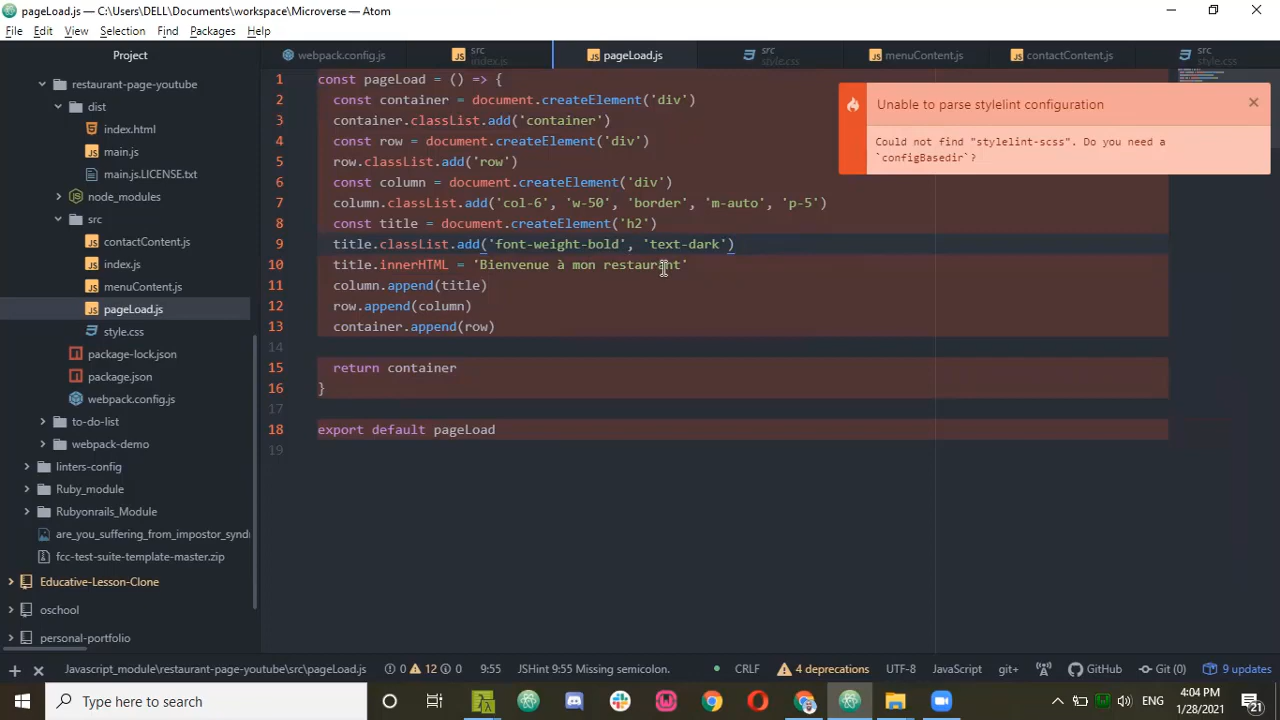 pageLoad.js — C:\Users\DELL\Documents\workspace\Microverse — Atom
File Edit View Selection Find Packages Help
Project
webpack.config.js
src
index.js
pageLoad.js
src
style.css
menuContent.js
contactContent.js
src
style.css
restaurant-page-youtube
dist
index.html
main.js
main.js.LICENSE.txt
node_modules
src
contactContent.js
index.js
menuContent.js
pageLoad.js
style.css
package-lock.json
package.json
webpack.config.js
to-do-list
webpack-demo
linters-config
Ruby_module
Rubyonrails_Module
are_you_suffering_from_impostor_synd
fcc-test-suite-template-master.zip
Educative-Lesson-Clone
oschool
personal-portfolio
1 const pageLoad = () => {
2 const container = document.createElement('div')
3 container.classList.add('container')
4 const row = document.createElement('div')
5 row.classList.add('row')
6 const column = document.createElement('div')
7 column.classList.add('col-6', 'w-50', 'border', 'm-auto', 'p-5')
8 const title = document.createElement('h2')
9 title.classList.add('font-weight-bold', 'text-dark')
10 title.innerHTML = 'Bienvenue à mon restaurant'
11 column.append(title)
12 row.append(column)
13 container.append(row)
14
15 return container
16 }
17
18 export default pageLoad
19
Unable to parse stylelint configuration
Could not find "stylelint-scss". Do you need a
`configBasedir`?
Javascript_module\restaurant-page-youtube\src\pageLoad.js 0 12 0 9:55 JSHint 9:55 Missing semicolon. CRLF 4 deprecations UTF-8 JavaScript git+ GitHub Git (0) 9 updates
Type here to search
ENG
4:04 PM
1/28/2021
21